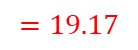 = 19.17